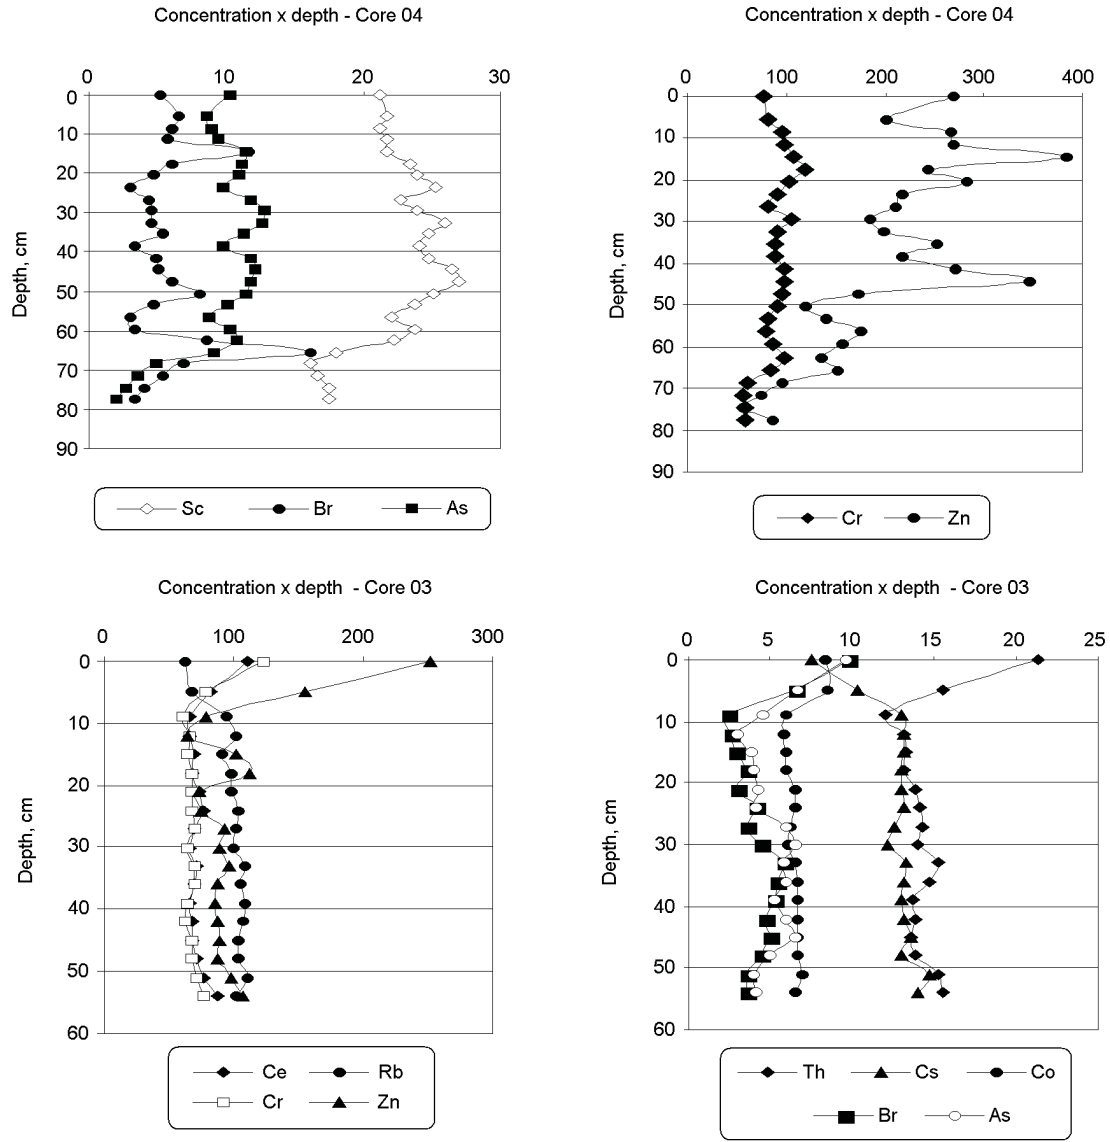 Concentration x depth - Core 04
0 10 20 30
0
10
20
30
40
50
60
70
80
90
Depth, cm
Sc Br As
Concentration x depth - Core 04
0 100 200 300 400
0
10
20
30
40
50
60
70
80
90
Depth, cm
Cr Zn
Concentration x depth - Core 03
0 100 200 300
0
10
20
30
40
50
60
Depth, cm
Ce Rb
Cr Zn
Concentration x depth - Core 03
0 5 10 15 20 25
0
10
20
30
40
50
60
Depth, cm
Th Cs Co
Br As